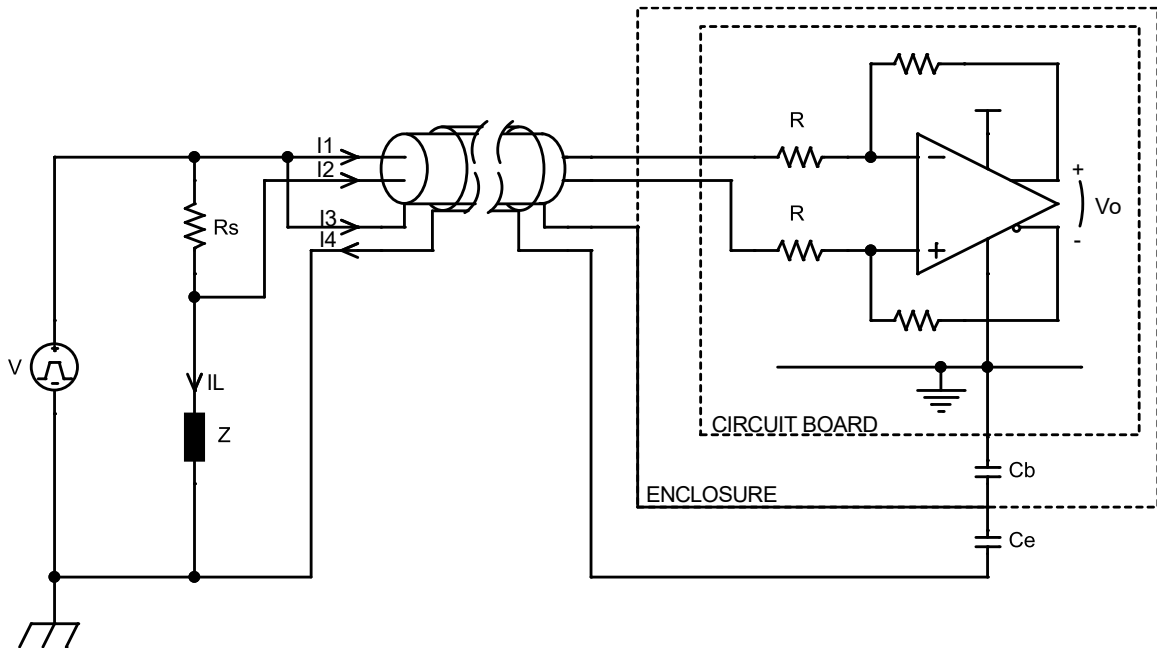 R
I1
I2
+
Vo
-
Rs
I3
I4
R
V
IL
Z
CIRCUIT BOARD
Cb
ENCLOSURE
Ce